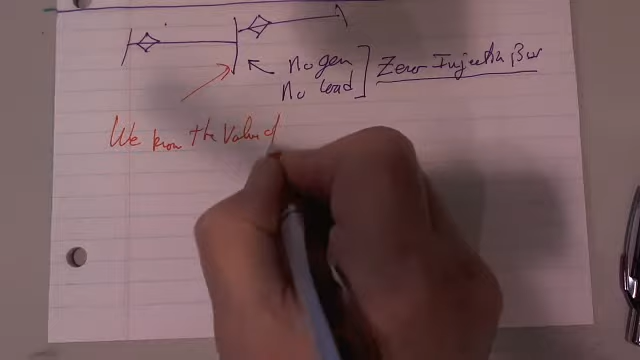 No gen
No load
Zero Injection Bus
We know the value of